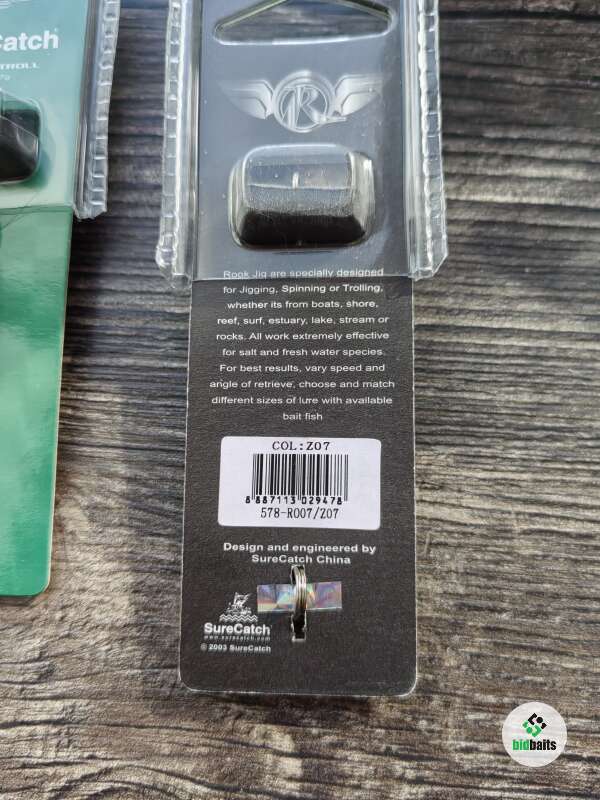 Catch
TROLL
R
Rook Jig are specially designed
for Jigging, Spinning or Trolling,
whether its from boats, shore,
reef, surf, estuary, lake, stream or
rocks. All work extremely effective
for salt and fresh water species.
For best results, vary speed and
angle of retrieve, choose and match
different sizes of lure with available
bait fish
COL:Z07
8 887113 029478
578-R007/Z07
Design and engineered by
SureCatch China
SureCatch
www.surecatch.com
© 2003 SureCatch
bidbaits